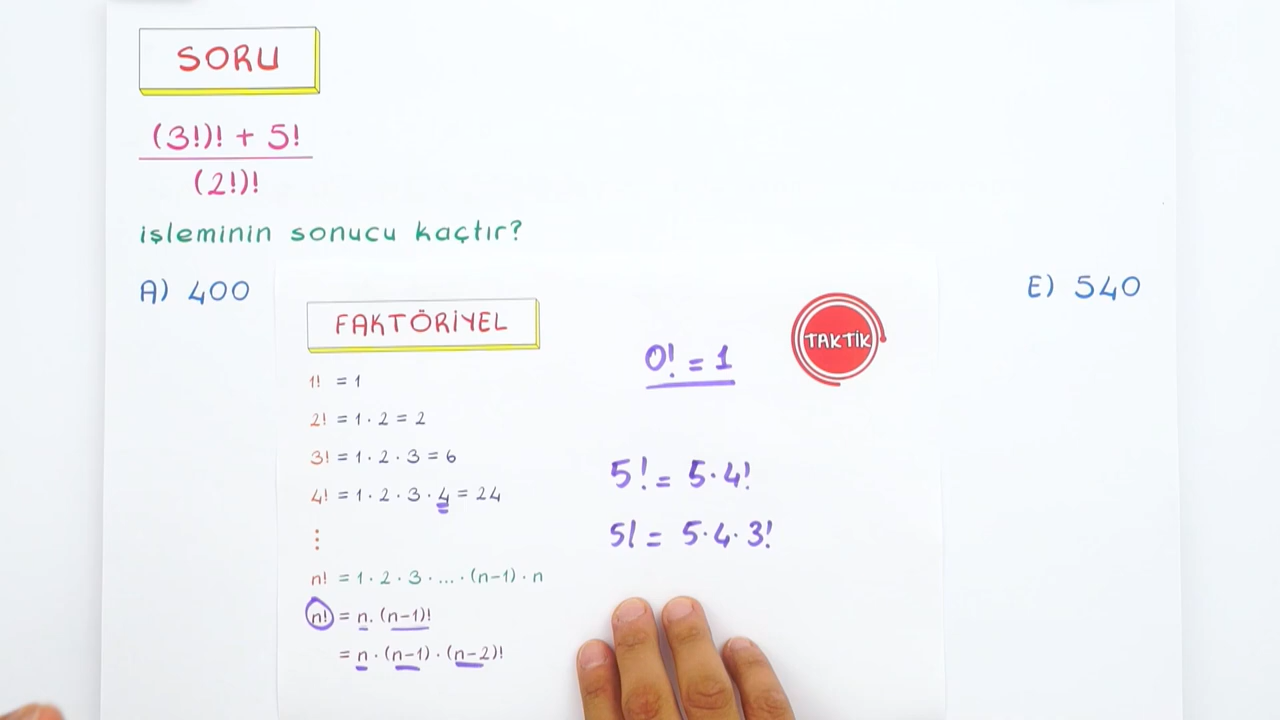 SORU
(3!)! + 5!
(2!)!
işleminin sonucu kaçtır?
A) 400
E) 540
FAKTÖRİYEL
TAKTİK
0! = 1
1! = 1
2! = 1 · 2 = 2
3! = 1 · 2 · 3 = 6
4! = 1 · 2 · 3 · 4 = 24
⋮
n! = 1 · 2 · 3 · ... · (n-1) · n
n! = n. (n-1)!
= n · (n-1) · (n-2)!
5! = 5·4!
5! = 5·4·3!